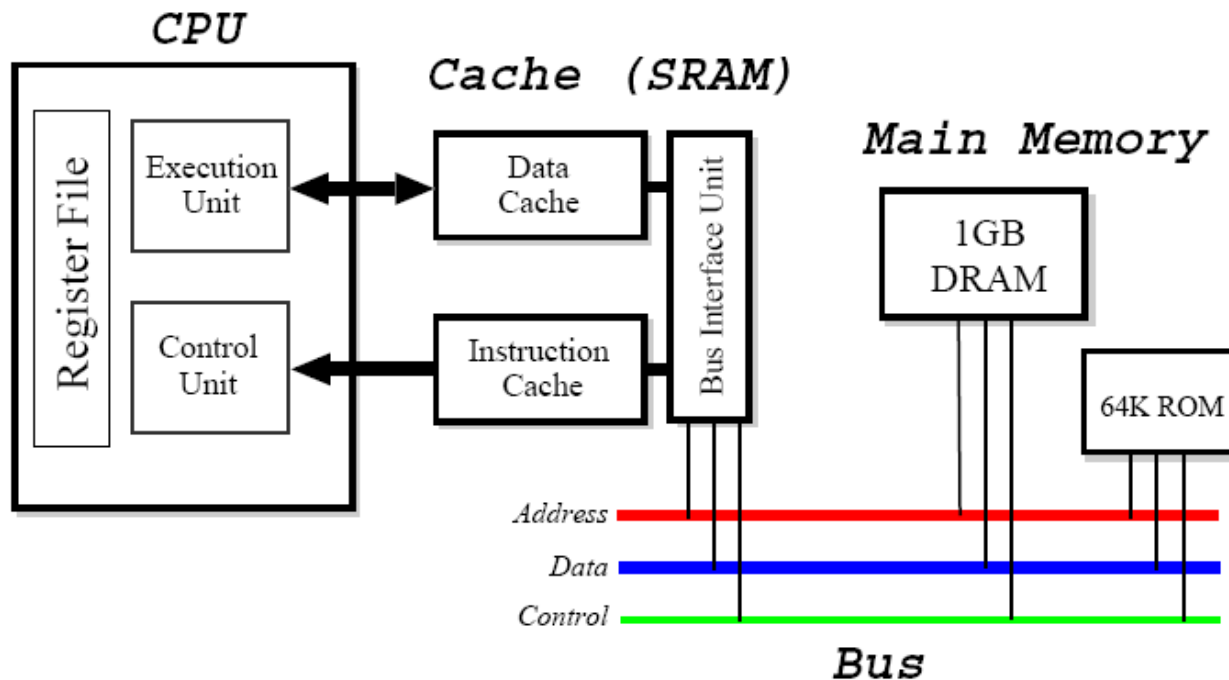 CPU
Cache (SRAM)
Main Memory
Register File
Execution
Unit
Data
Cache
Bus Interface Unit
1GB
DRAM
Control
Unit
Instruction
Cache
64K ROM
Address
Data
Control
Bus